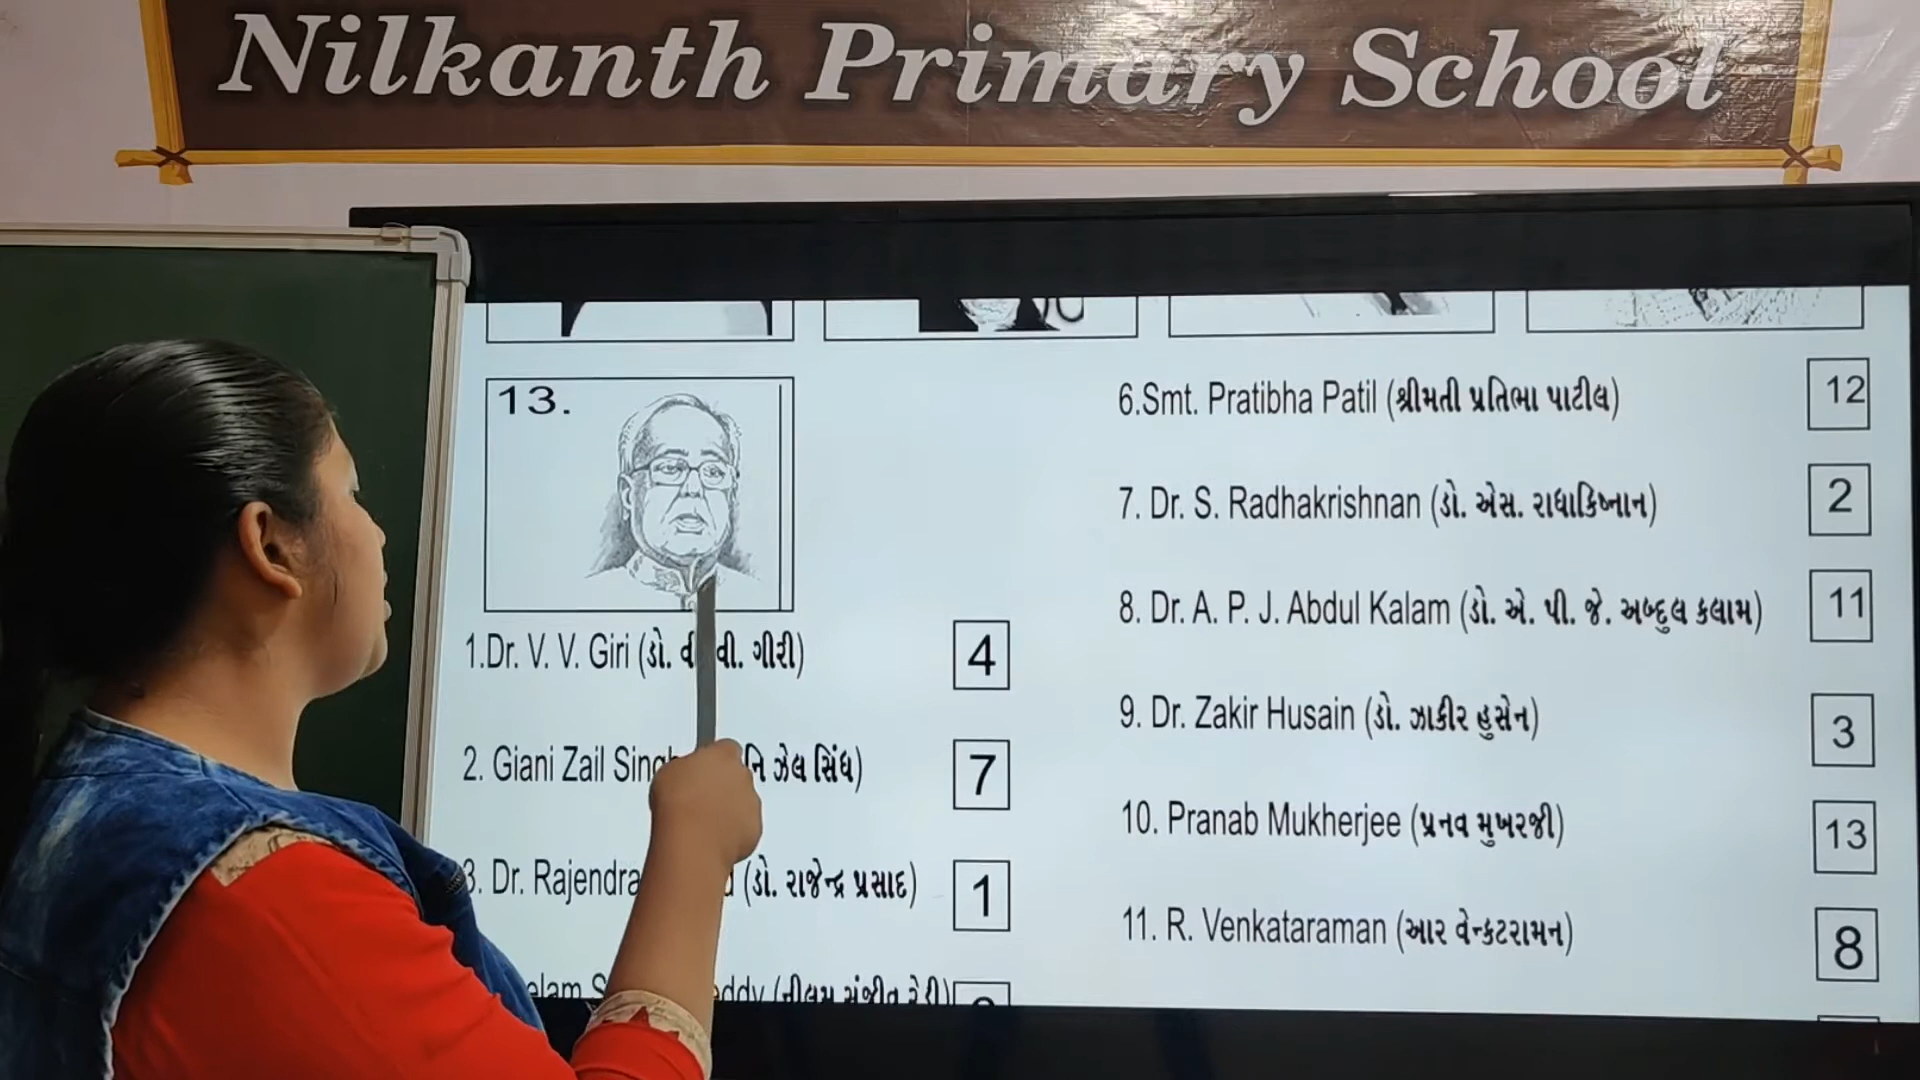 Nilkanth Primary School
13.
1.Dr. V. V. Giri (ડો. વી. વી. ગીરી) 4
2. Giani Zail Singh નિ ઝેલ સિંધ) 7
3. Dr. Rajendra (ડો. રાજેન્દ્ર પ્રસાદ) 1
6.Smt. Pratibha Patil (શ્રીમતી પ્રતિભા પાટીલ) 12
7. Dr. S. Radhakrishnan (ડો. એસ. રાધાક્રિષ્નાન) 2
8. Dr. A. P. J. Abdul Kalam (ડો. એ. પી. જે. અબ્દુલ કલામ) 11
9. Dr. Zakir Husain (ડો. ઝાકીર હુસેન) 3
10. Pranab Mukherjee (પ્રનવ મુખરજી) 13
11. R. Venkataraman (આર વેન્કટરામન) 8